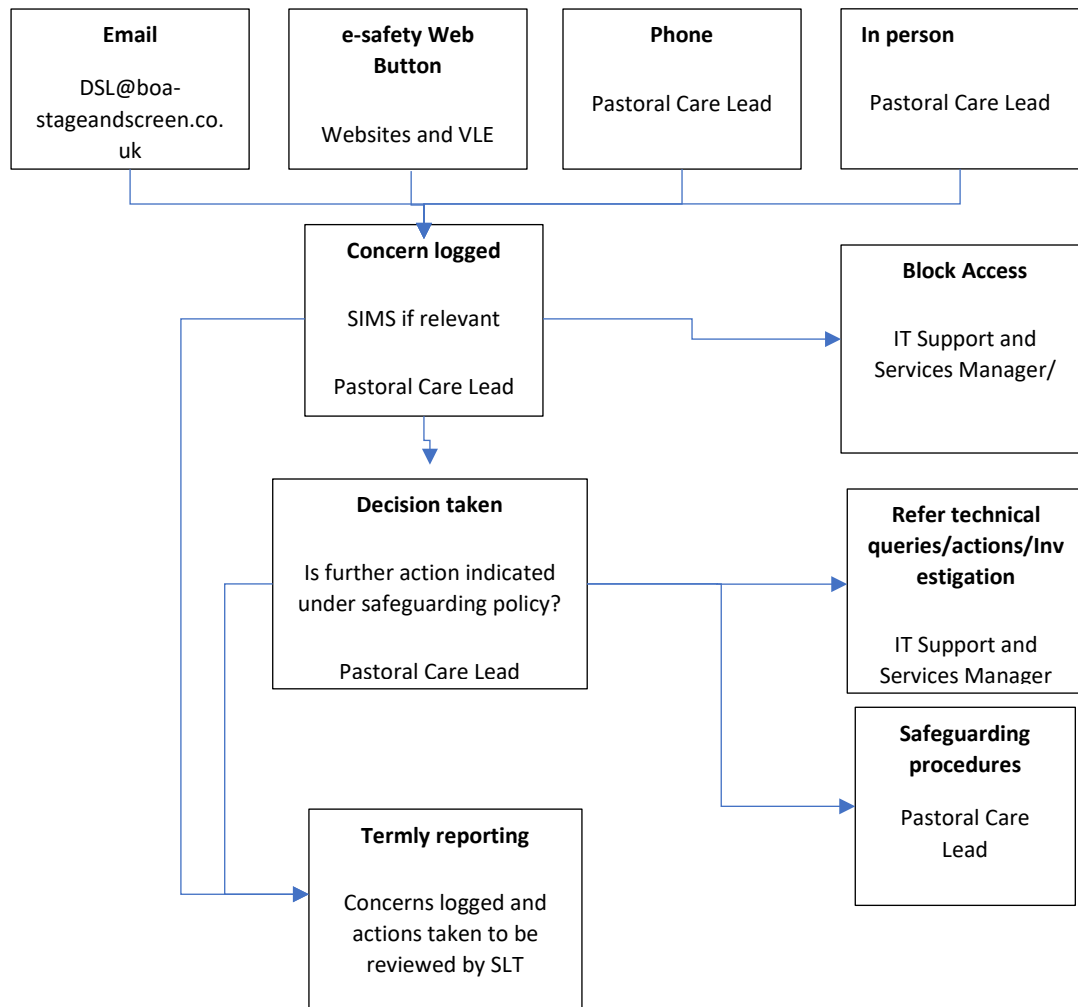 Email
DSL@boa-
stageandscreen.co.
uk
e-safety Web
Button
Websites and VLE
Phone
Pastoral Care Lead
In person
Pastoral Care Lead
Concern logged
SIMS if relevant
Pastoral Care Lead
Block Access
IT Support and
Services Manager/
Decision taken
Is further action indicated
under safeguarding policy?
Pastoral Care Lead
Refer technical
queries/actions/Inv
estigation
IT Support and
Services Manager
Safeguarding
procedures
Pastoral Care
Lead
Termly reporting
Concerns logged and
actions taken to be
reviewed by SLT